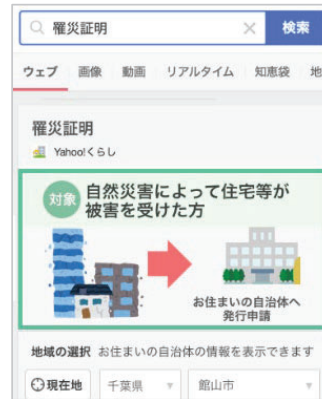 罹災証明
検索
ウェブ 画像 動画 リアルタイム 知恵袋 地
罹災証明
Yahoo!くらし
対象 自然災害によって住宅等が
被害を受けた方
お住まいの自治体へ
発行申請
地域の選択 お住まいの自治体の情報を表示できます
現在地 千葉県 館山市